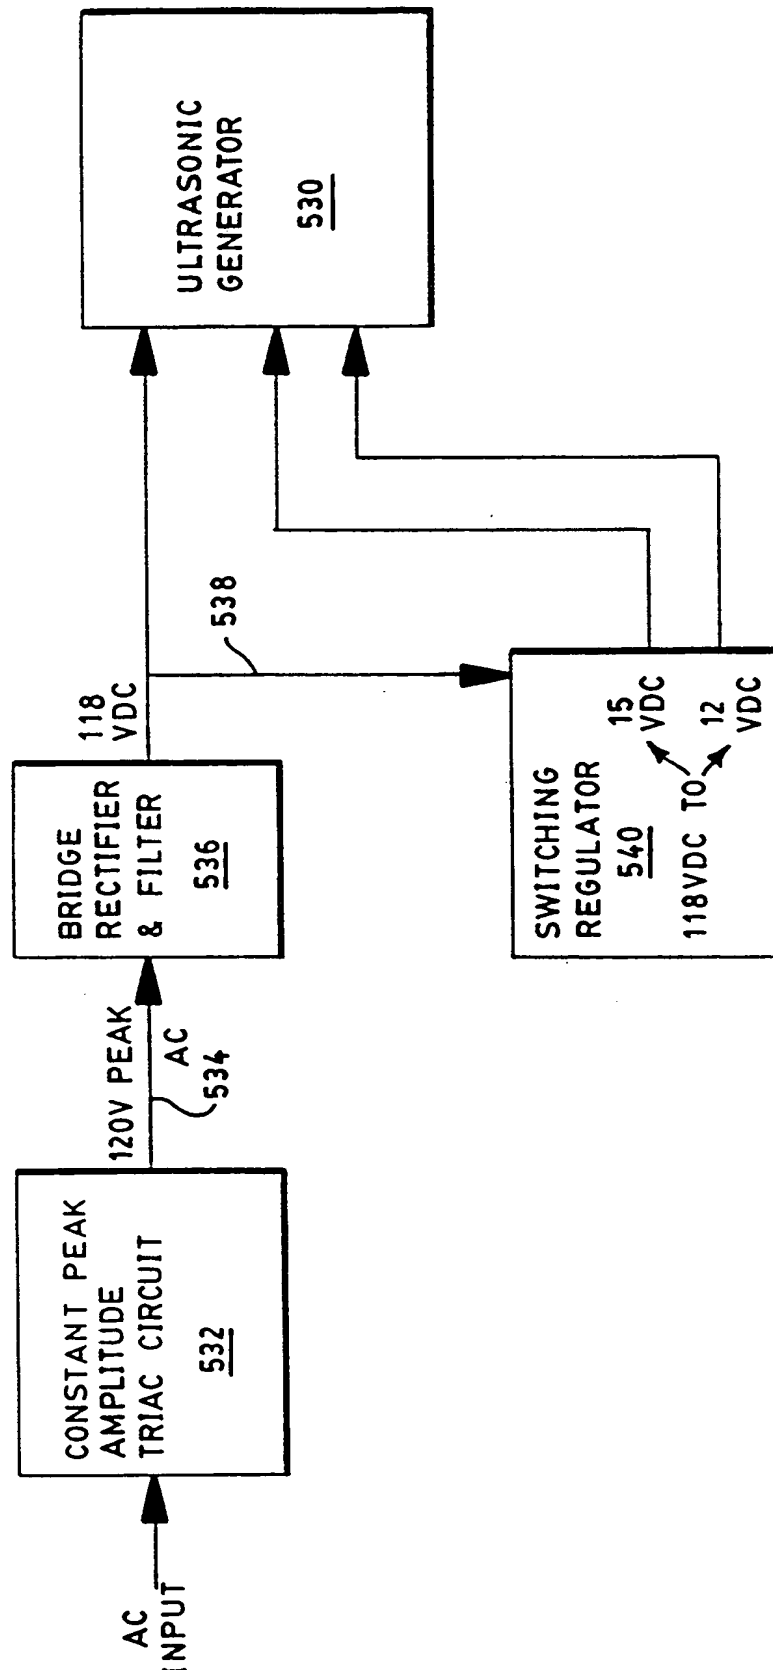 AC
INPUT
CONSTANT PEAK
AMPLITUDE
TRIAC CIRCUIT
532
120V PEAK
AC
534
BRIDGE
RECTIFIER
& FILTER
536
118
VDC
538
SWITCHING
REGULATOR
540
118VDC TO
15
VDC
12
VDC
ULTRASONIC
GENERATOR
530